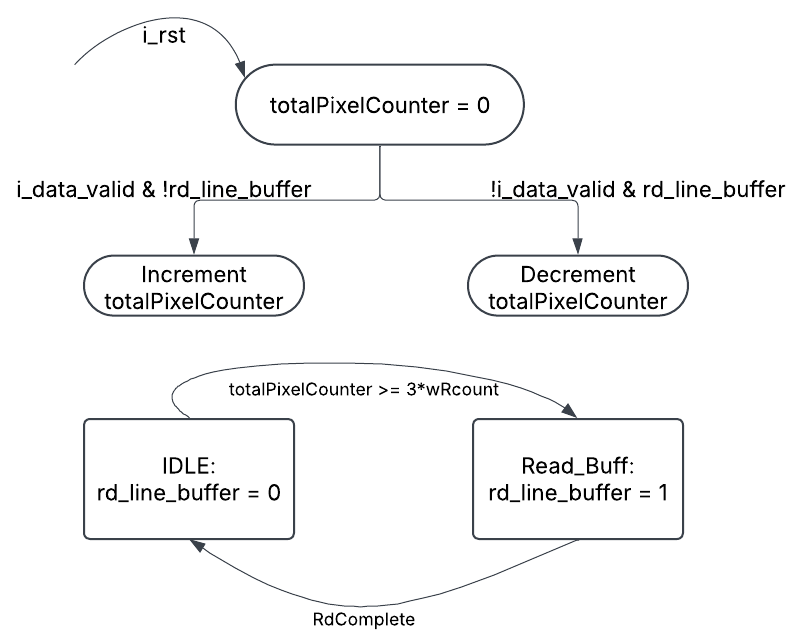 i_rst
totalPixelCounter = 0
i_data_valid & !rd_line_buffer
!i_data_valid & rd_line_buffer
Increment
totalPixelCounter
Decrement
totalPixelCounter
totalPixelCounter >= 3*wRcount
IDLE:
rd_line_buffer = 0
Read_Buff:
rd_line_buffer = 1
RdComplete